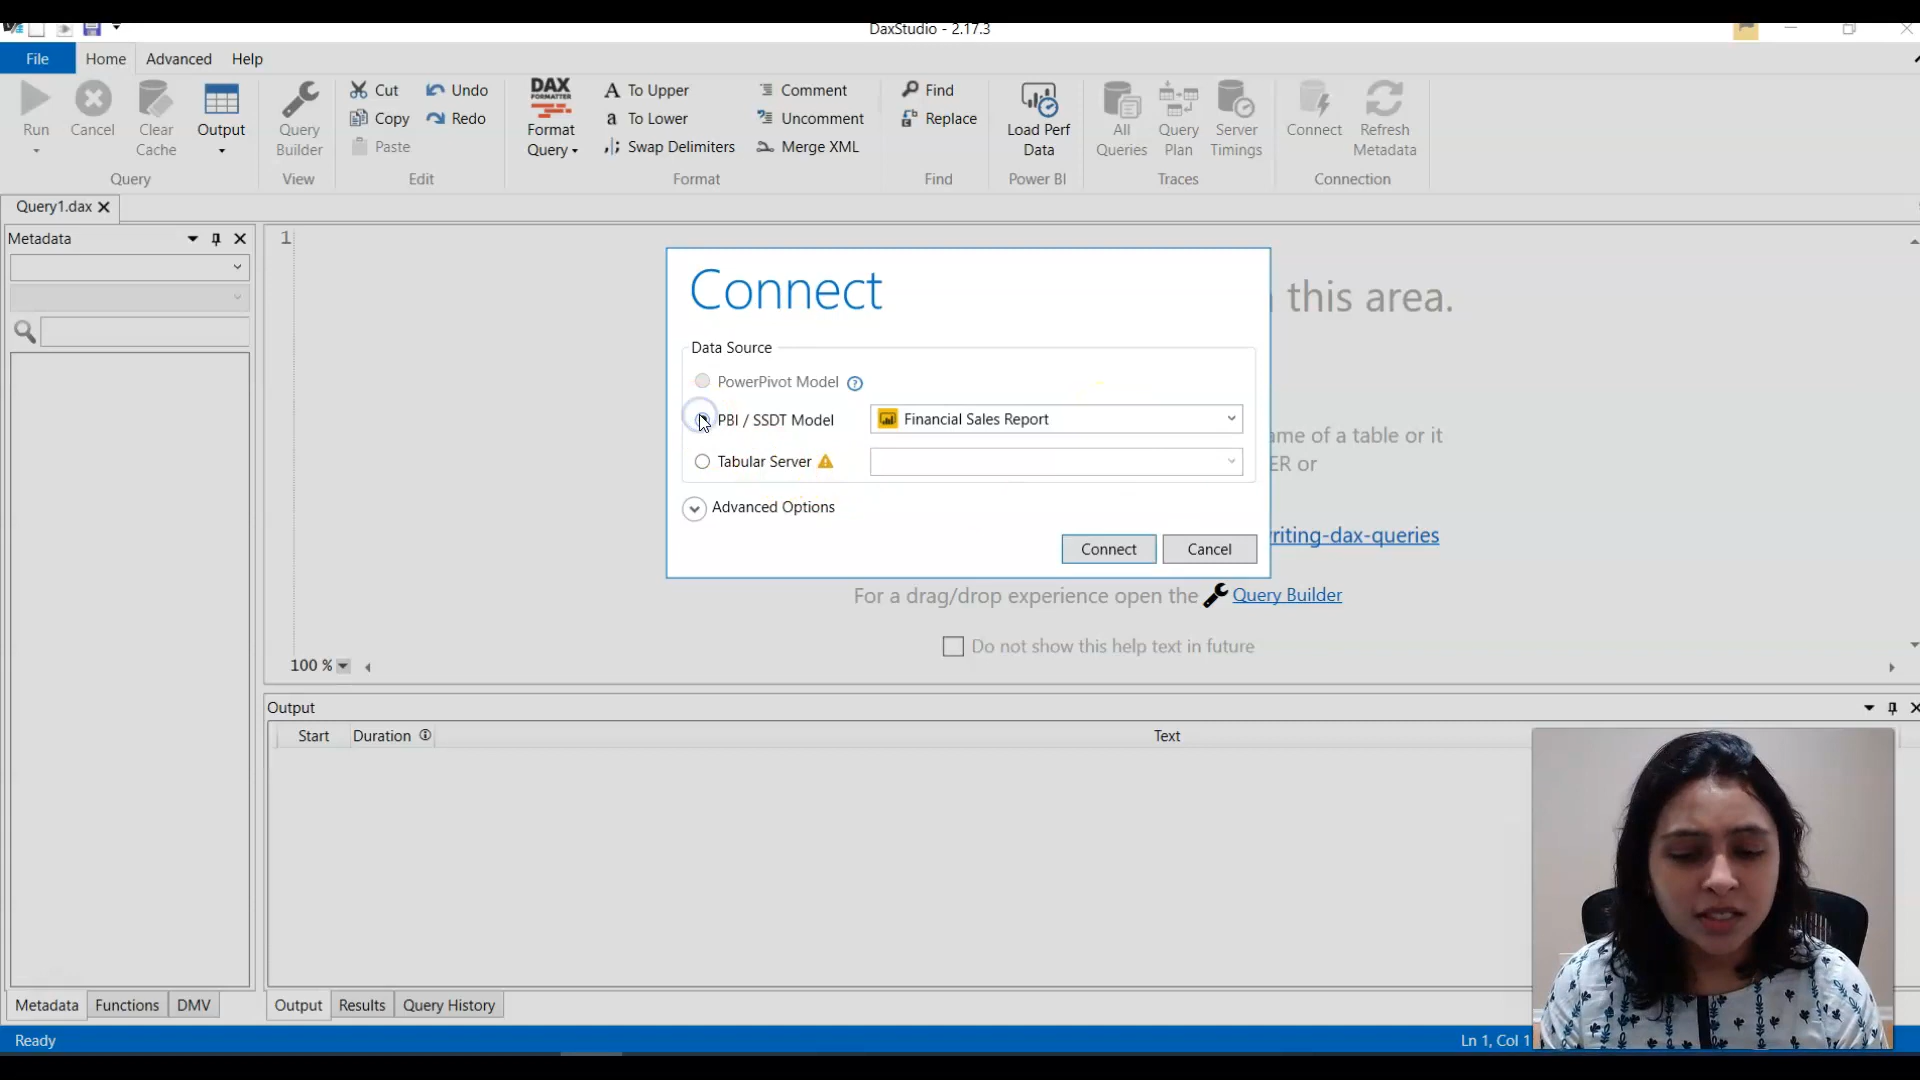 DaxStudio - 2.17.3
File Home Advanced Help
Run Cancel Clear Cache Output Query Builder Cut Copy Paste Undo Redo DAX FORMATTER Format Query To Upper To Lower Swap Delimiters Comment Uncomment Merge XML Find Replace Load Perf Data All Queries Query Plan Server Timings Connect Refresh Metadata
Query View Edit Format Find Power BI Traces Connection
Query1.dax
Metadata
1
this area.
Connect
Data Source
PowerPivot Model ?
PBI / SSDT Model Financial Sales Report
ame of a table or it
Tabular Server
ER or
Advanced Options
riting-dax-queries
Connect Cancel
For a drag/drop experience open the Query Builder
Do not show this help text in future
100 %
Output
Start Duration Text
Metadata Functions DMV Output Results Query History
Ready Ln 1, Col 1